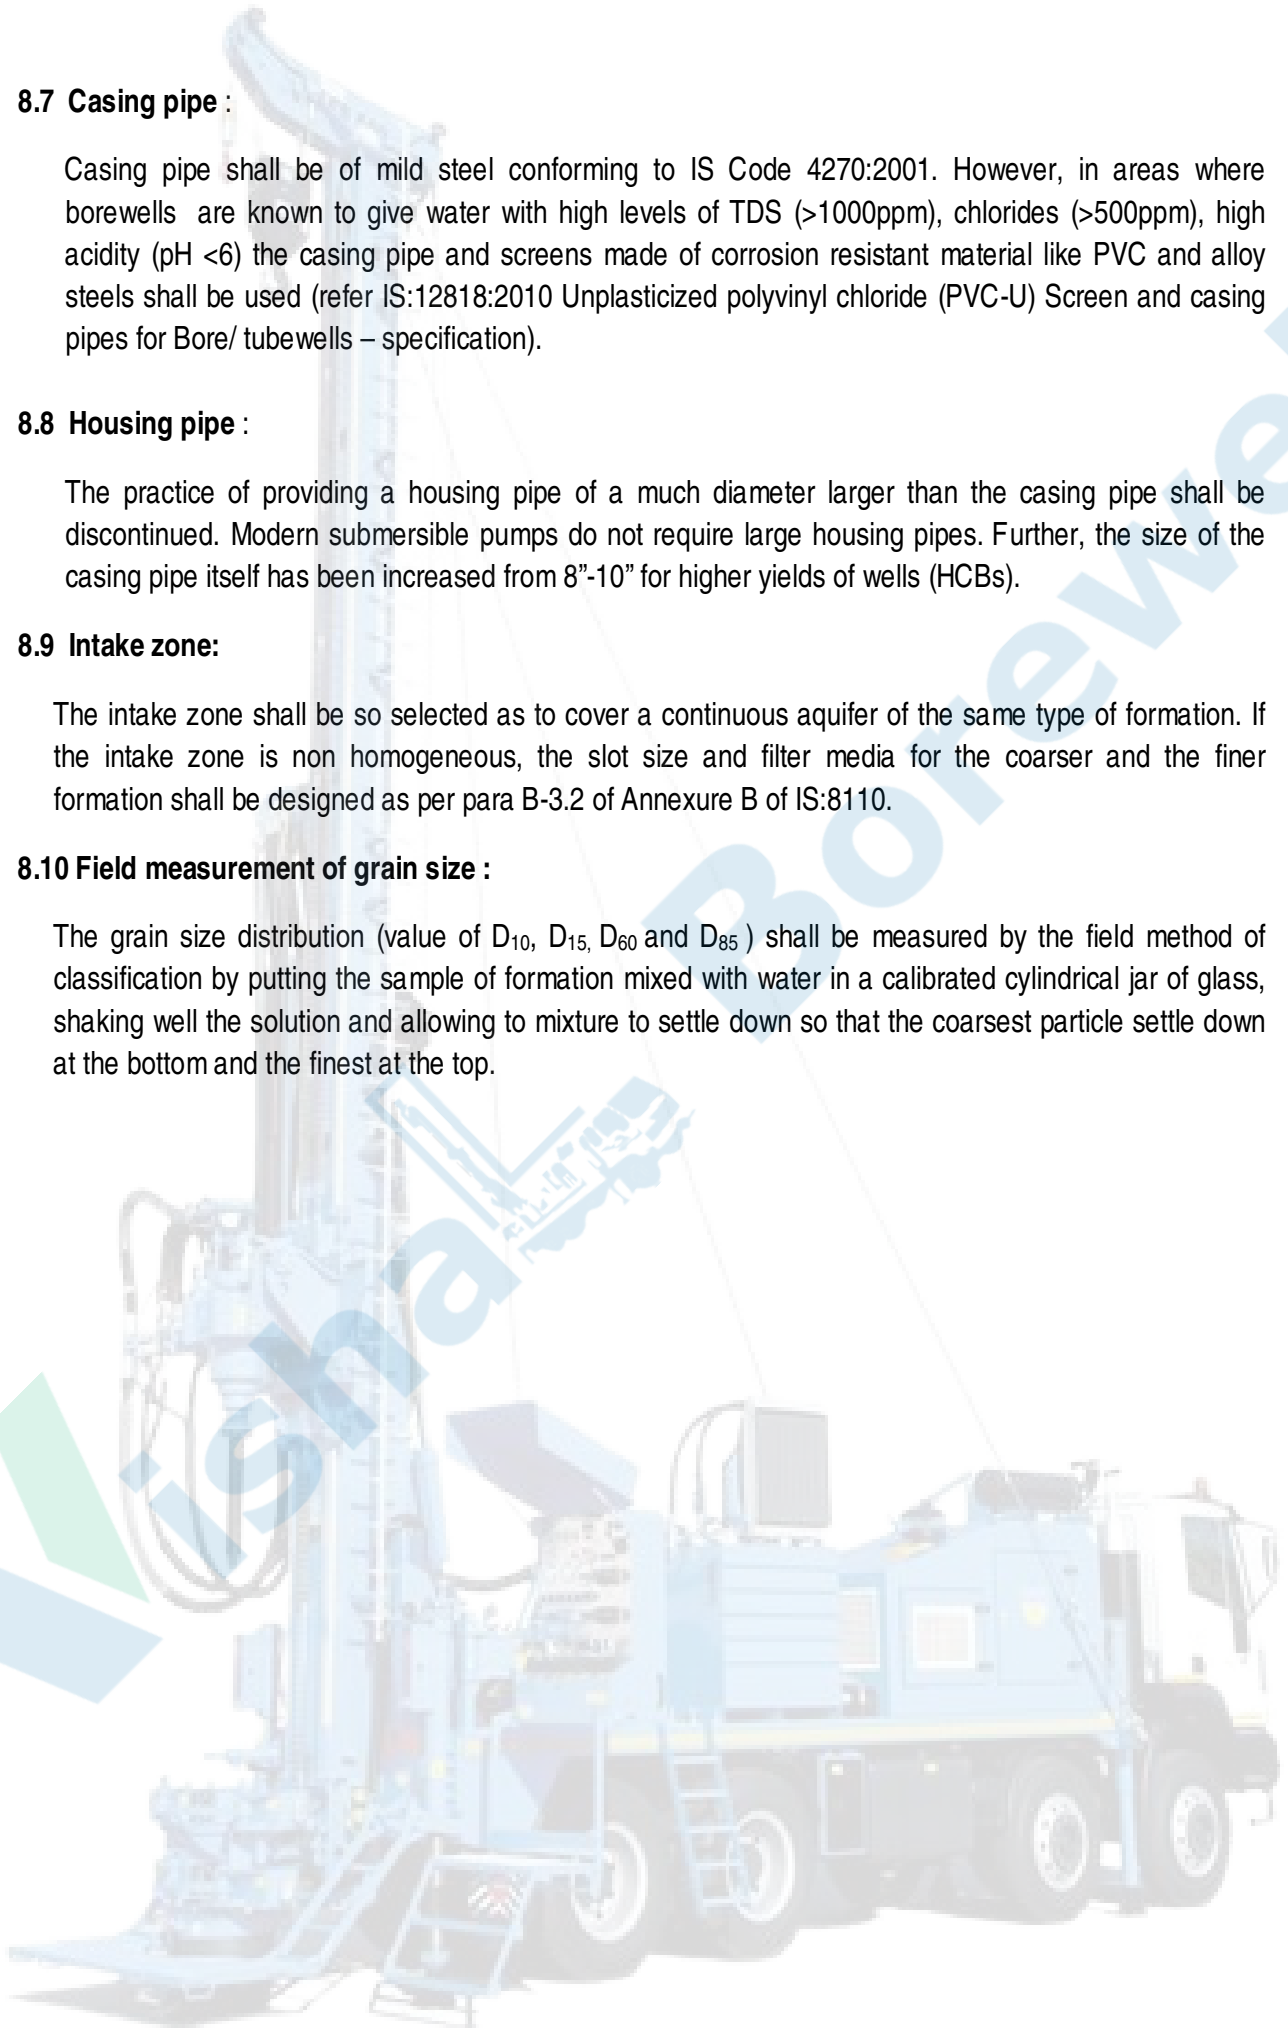 8.7 Casing pipe :
Casing pipe shall be of mild steel conforming to IS Code 4270:2001. However, in areas where
borewells are known to give water with high levels of TDS (>1000ppm), chlorides (>500ppm), high
acidity (pH <6) the casing pipe and screens made of corrosion resistant material like PVC and alloy
steels shall be used (refer IS:12818:2010 Unplasticized polyvinyl chloride (PVC-U) Screen and casing
pipes for Bore/ tubewells – specification).
8.8 Housing pipe :
The practice of providing a housing pipe of a much diameter larger than the casing pipe shall be
discontinued. Modern submersible pumps do not require large housing pipes. Further, the size of the
casing pipe itself has been increased from 8”-10” for higher yields of wells (HCBs).
8.9 Intake zone:
The intake zone shall be so selected as to cover a continuous aquifer of the same type of formation. If
the intake zone is non homogeneous, the slot size and filter media for the coarser and the finer
formation shall be designed as per para B-3.2 of Annexure B of IS:8110.
8.10 Field measurement of grain size :
The grain size distribution (value of D10, D15, D60 and D85 ) shall be measured by the field method of
classification by putting the sample of formation mixed with water in a calibrated cylindrical jar of glass,
shaking well the solution and allowing to mixture to settle down so that the coarsest particle settle down
at the bottom and the finest at the top.
Vishal Borewe